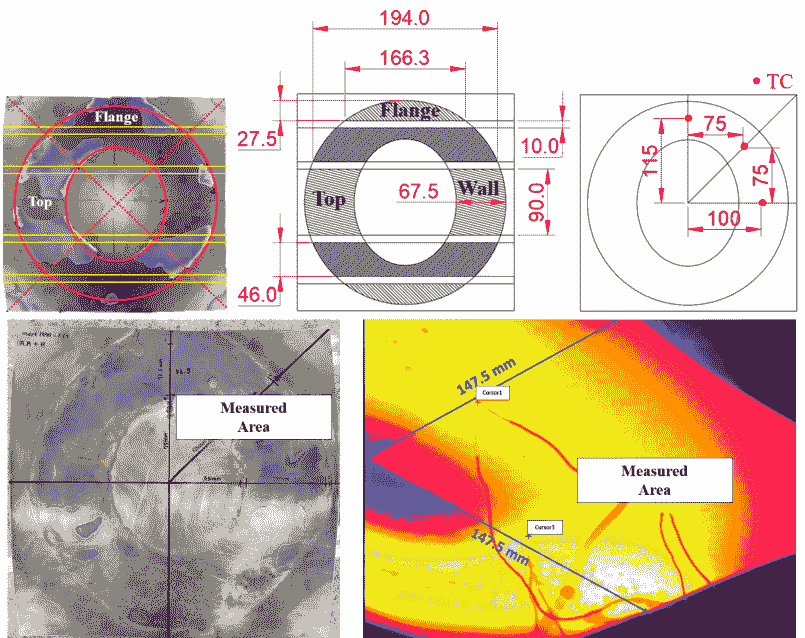 194.0
166.3
Flange
Flange
TC
27.5
10.0
75
115
75
Top
Top
67.5
Wall
90.0
100
46.0
147.5 mm
Cursor1
Measured
Area
Measured
Area
Cursor3
147.5 mm